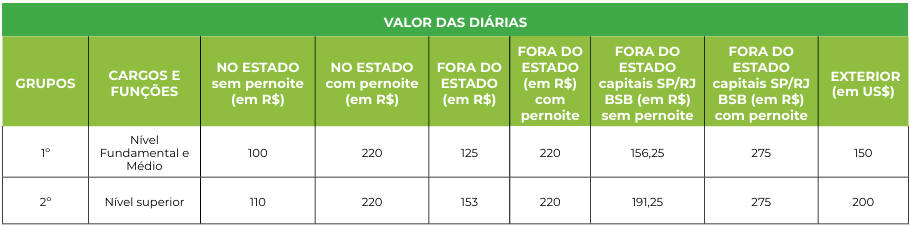 VALOR DAS DIÁRIAS
GRUPOS
CARGOS E
FUNÇÕES
NO ESTADO
sem pernoite
(em R$)
NO ESTADO
com pernoite
(em R$)
FORA DO
ESTADO
(em R$)
FORA DO
ESTADO
(em R$)
com
pernoite
FORA DO
ESTADO
capitais SP/RJ
BSB (em R$)
sem pernoite
FORA DO
ESTADO
capitais SP/RJ
BSB (em R$)
com pernoite
EXTERIOR
(em US$)
1º
Nível
Fundamental e
Médio
100
220
125
220
156,25
275
150
2º
Nível superior
110
220
153
220
191,25
275
200